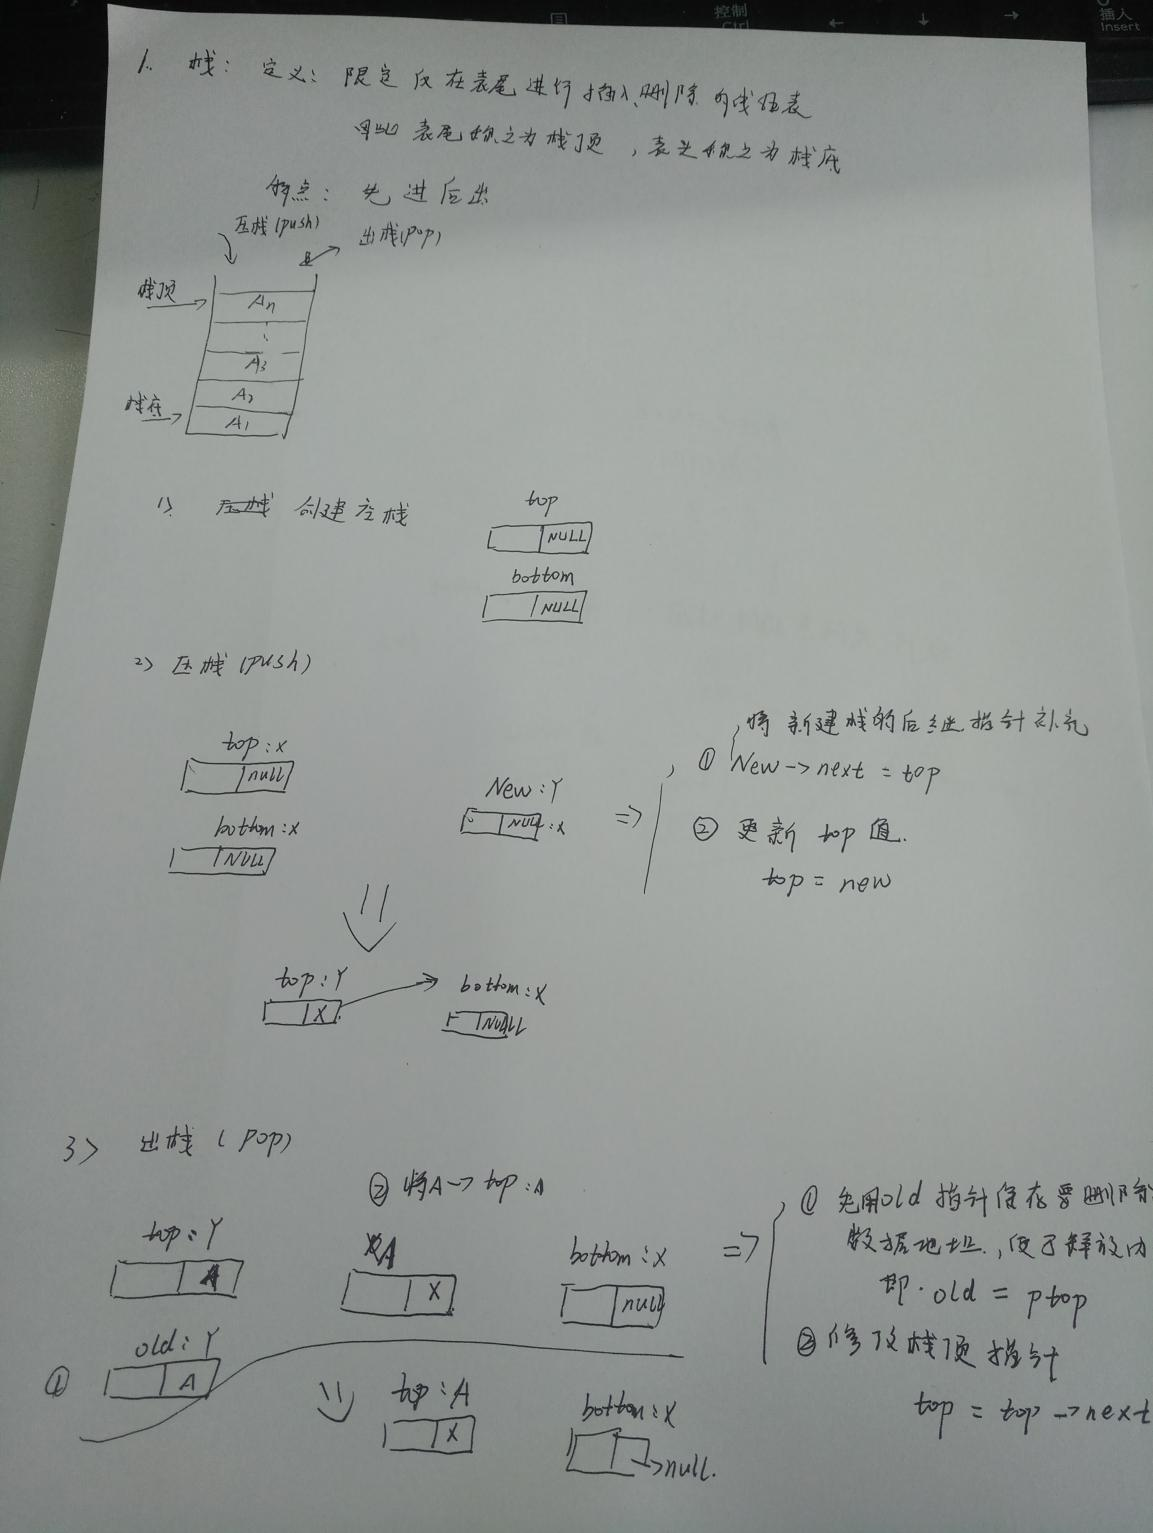 控制
Ctrl
←
↓
→
插入
Insert
1. 栈: 定义: 限定仅在表尾进行插入、删除的线性表
因此 表尾称之为栈顶, 表头称之为栈底
特点: 先进后出
压栈(push)
出栈(pop)
栈顶
An
⋮
A3
A2
栈底
A1
1> 压栈 创建空栈
top
NULL
bottom
NULL
2> 压栈(push)
top:X
null
bottom:X
NULL
New:Y
NULL:X
=>
将新建栈的后继指针补充
① New->next = top
② 更新 top 值.
top = new
top:Y
X
bottom:X
NULL
3> 出栈(pop)
② 将A-> top:A
top:Y
A
A
X
bottom:X
null
=>
① 先用old指针保存要删除
数据地址, 便于释放内
即. old = ptop
② 修改栈顶指针
top = top->next
① old:Y
A
top:A
X
bottom:X
->null.